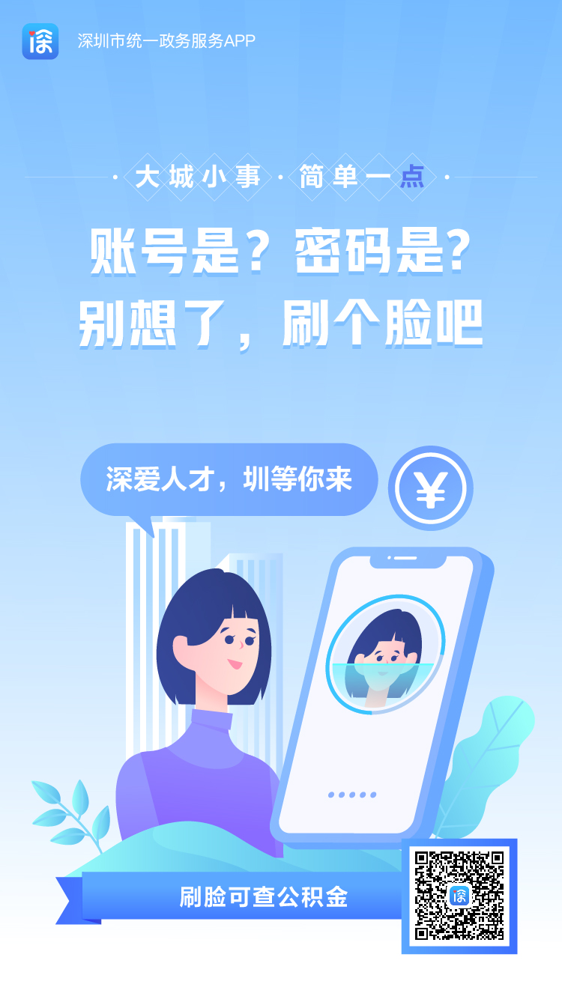 深圳市统一政务服务APP
· 大城小事 · 简单一点 ·
账号是？密码是?
别想了，刷个脸吧
深爱人才，圳等你来
¥
刷脸可查公积金